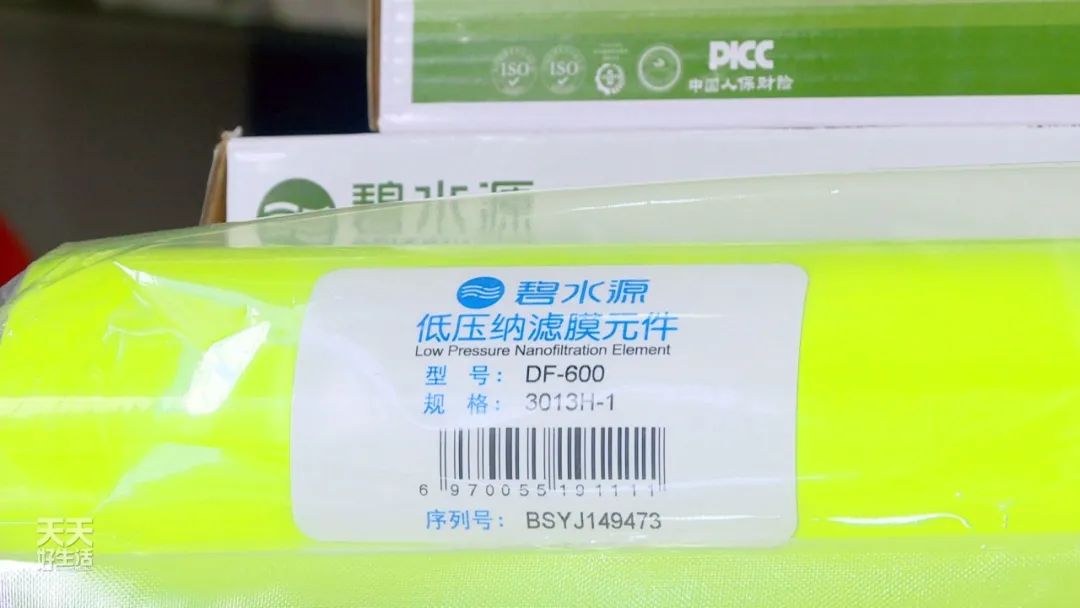 ISO ISO PICC
中国人保财险
碧水源
碧水源
低压纳滤膜元件
Low Pressure Nanofiltration Element
型 号: DF-600
规 格: 3013H-1
6 970055 191111
序列号: BSYJ149473
天天
好生活